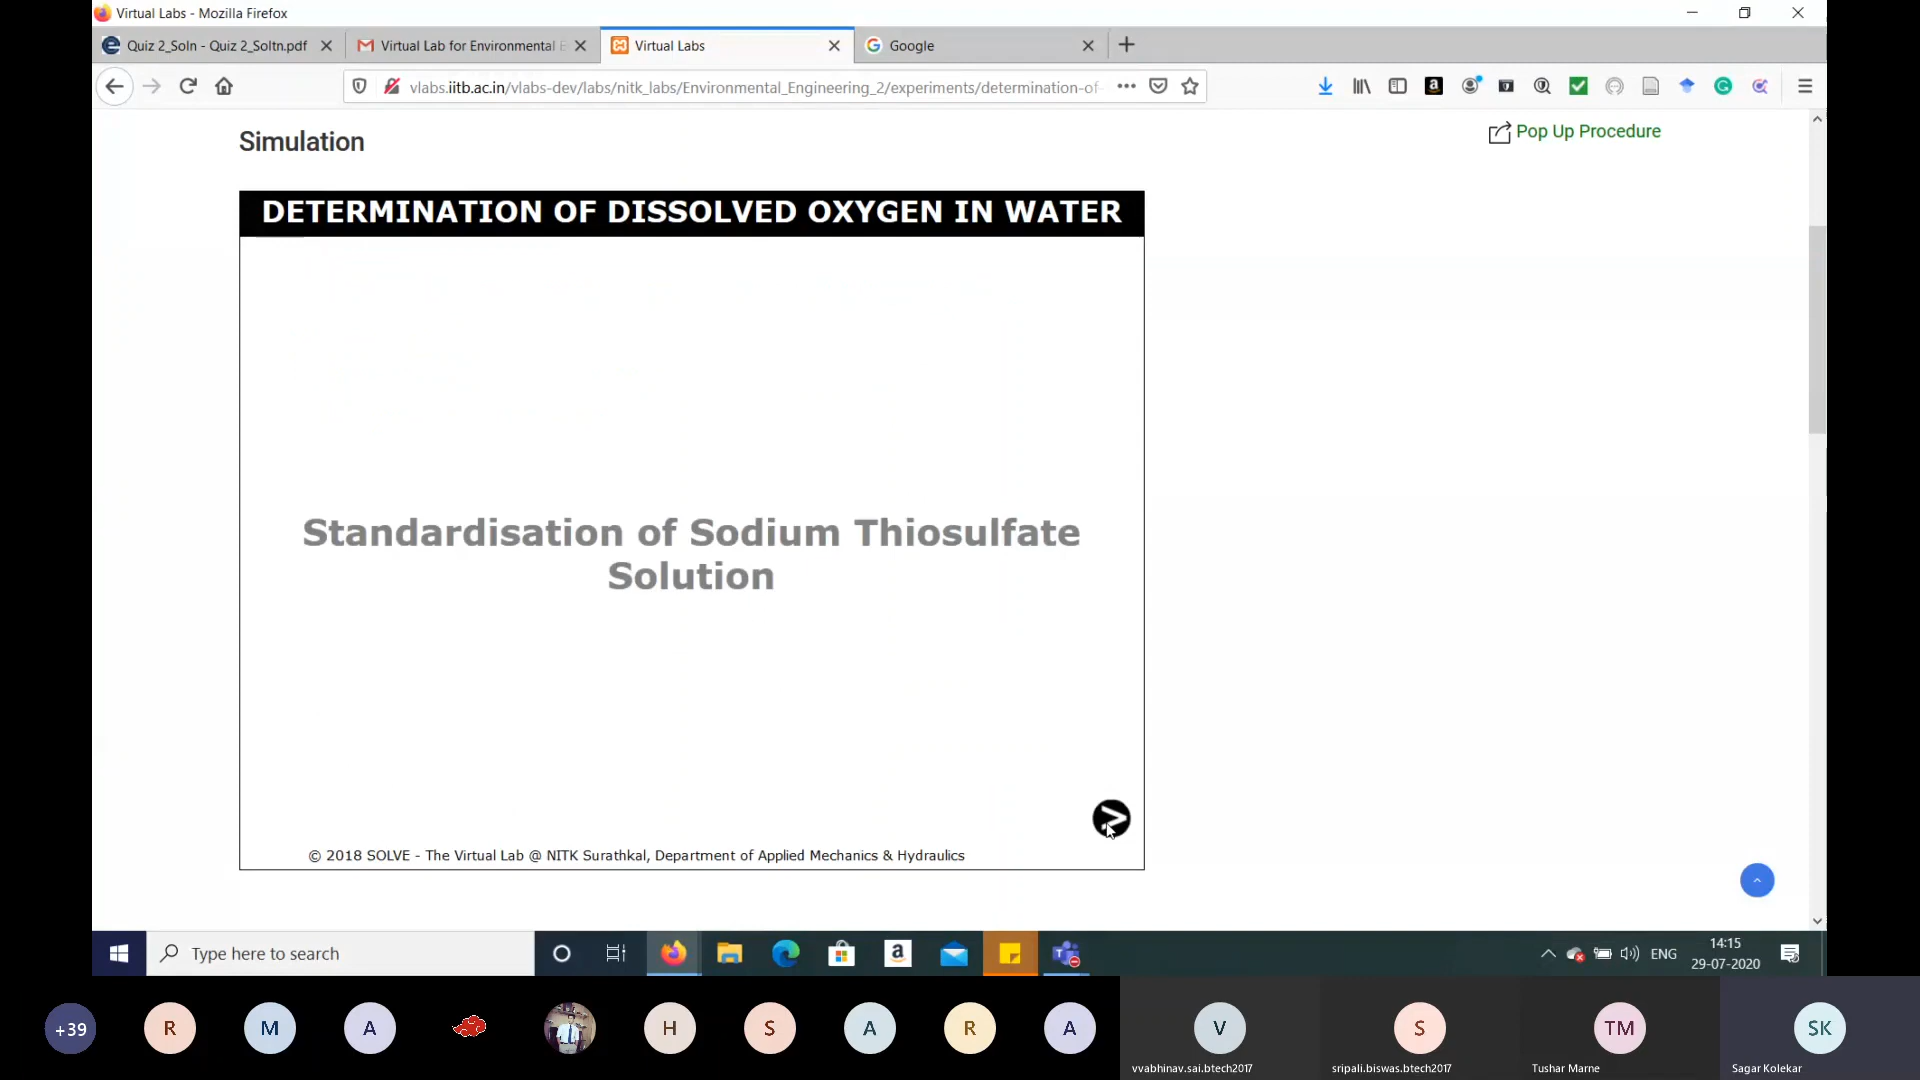 Virtual Labs - Mozilla Firefox
Quiz 2_Soln - Quiz 2_Soltn.pdf
Virtual Lab for Environmental E
Virtual Labs
Google
vlabs.iitb.ac.in/vlabs-dev/labs/nitk_labs/Environmental_Engineering_2/experiments/determination-of-
Simulation
Pop Up Procedure
DETERMINATION OF DISSOLVED OXYGEN IN WATER
Standardisation of Sodium Thiosulfate
Solution
>
© 2018 SOLVE - The Virtual Lab @ NITK Surathkal, Department of Applied Mechanics & Hydraulics
Type here to search
ENG
14:15
29-07-2020
+39
R
M
A
H
S
A
R
A
V
S
TM
SK
vvabhinav.sai.btech2017
sripali.biswas.btech2017
Tushar Marne
Sagar Kolekar